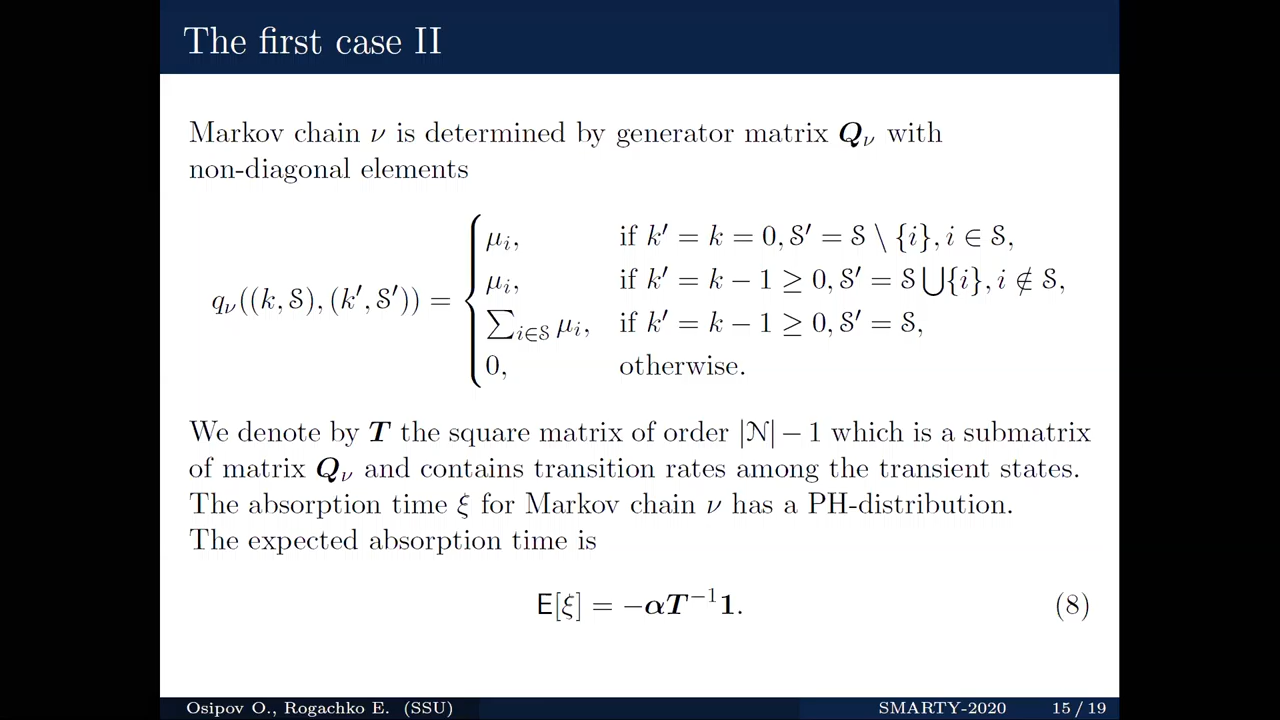 The first case II
Markov chain ν is determined by generator matrix Q_ν with
non-diagonal elements
q_ν((k, 𝒮), (k′, 𝒮′)) = { μ_i, if k′ = k = 0, 𝒮′ = 𝒮 \ {i}, i ∈ 𝒮,
μ_i, if k′ = k − 1 ≥ 0, 𝒮′ = 𝒮 ⋃{i}, i ∉ 𝒮,
∑_{i∈𝒮} μ_i, if k′ = k − 1 ≥ 0, 𝒮′ = 𝒮,
0, otherwise.
We denote by T the square matrix of order |𝒩| − 1 which is a submatrix
of matrix Q_ν and contains transition rates among the transient states.
The absorption time ξ for Markov chain ν has a PH-distribution.
The expected absorption time is
E[ξ] = −αT⁻¹1. (8)
Osipov O., Rogachko E. (SSU) SMARTY-2020 15 / 19